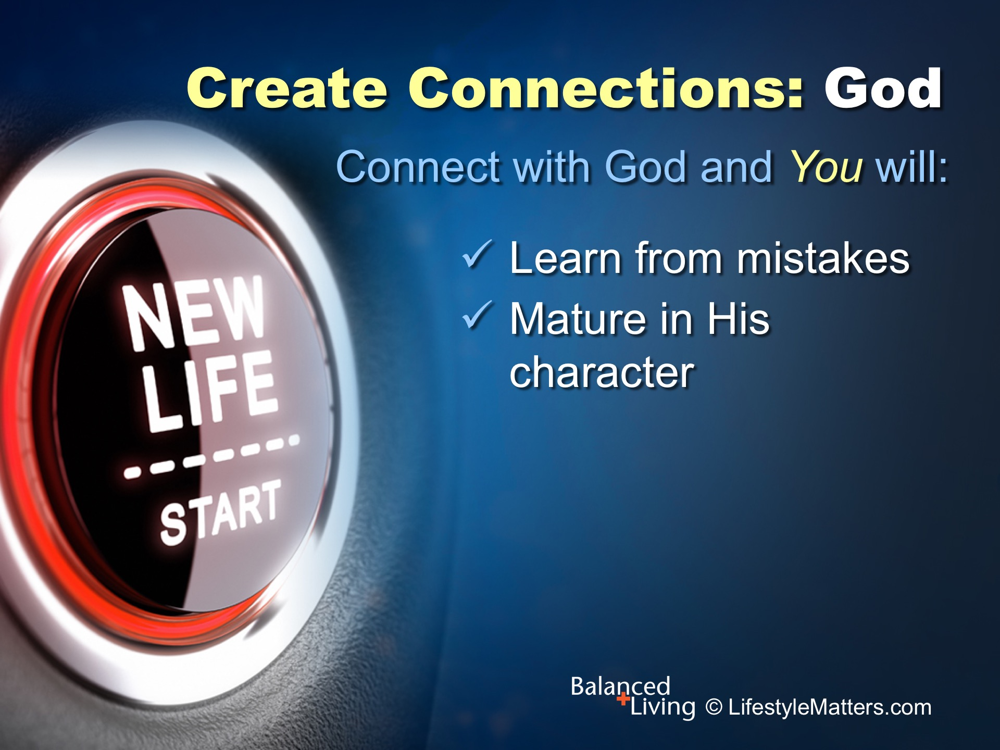 Create Connections: God
Connect with God and You will:
✓ Learn from mistakes
✓ Mature in His
character
NEW
LIFE
START
Balanced
+Living © LifestyleMatters.com